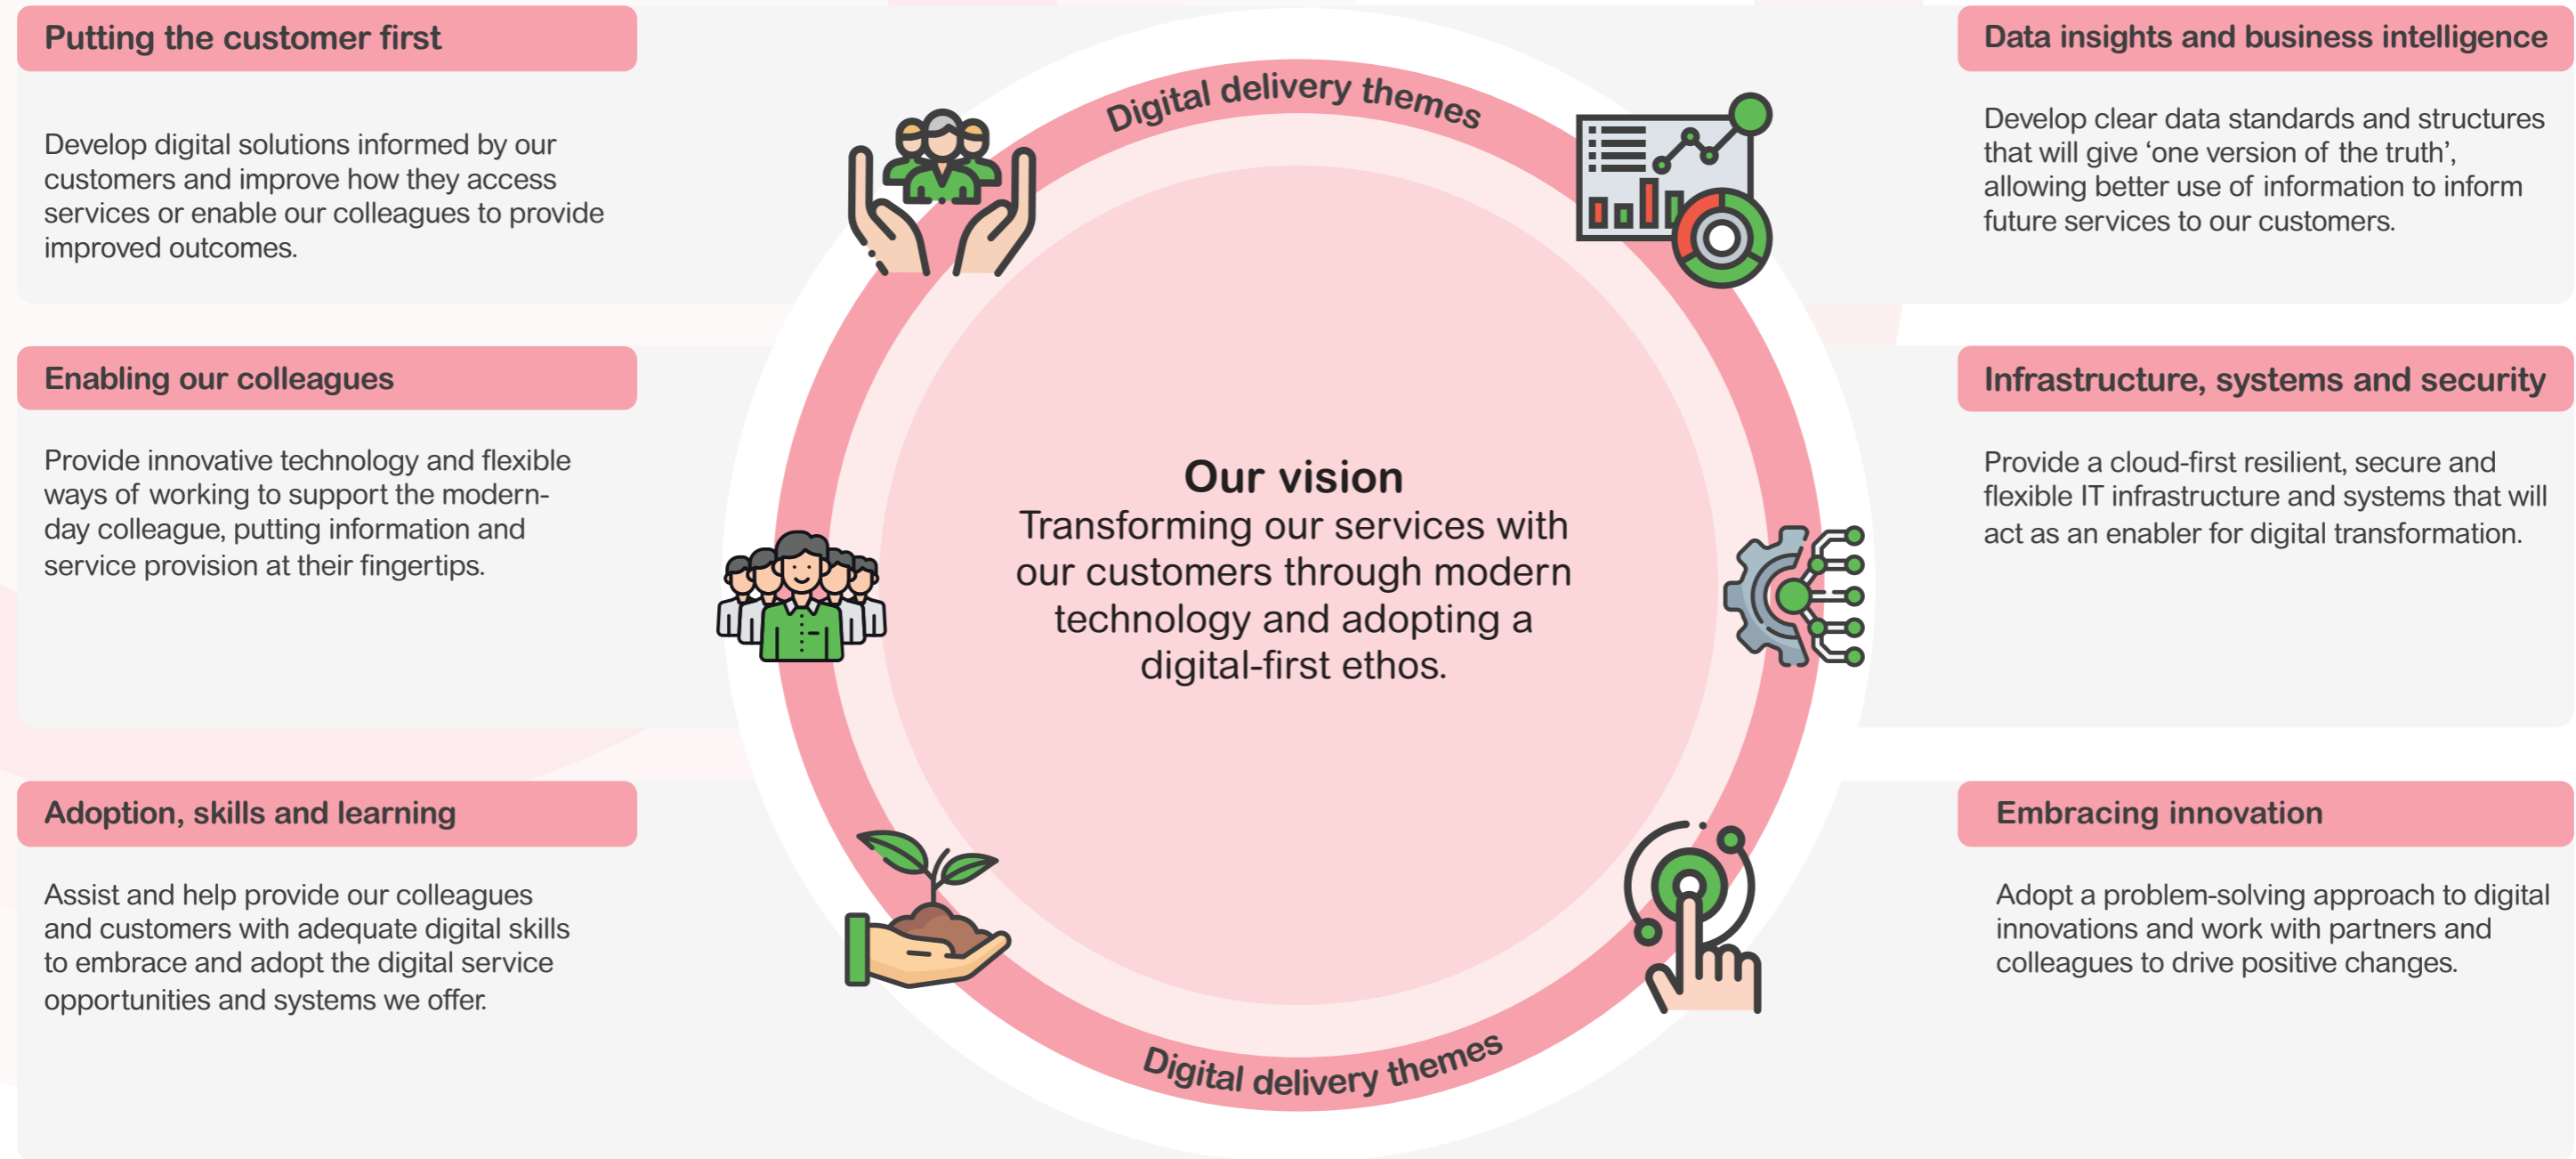 Putting the customer first
Develop digital solutions informed by our
customers and improve how they access
services or enable our colleagues to provide
improved outcomes.
Enabling our colleagues
Provide innovative technology and flexible
ways of working to support the modern-
day colleague, putting information and
service provision at their fingertips.
Adoption, skills and learning
Assist and help provide our colleagues
and customers with adequate digital skills
to embrace and adopt the digital service
opportunities and systems we offer.
Digital delivery themes
Our vision
Transforming our services with
our customers through modern
technology and adopting a
digital-first ethos.
Digital delivery themes
Data insights and business intelligence
Develop clear data standards and structures
that will give ‘one version of the truth’,
allowing better use of information to inform
future services to our customers.
Infrastructure, systems and security
Provide a cloud-first resilient, secure and
flexible IT infrastructure and systems that will
act as an enabler for digital transformation.
Embracing innovation
Adopt a problem-solving approach to digital
innovations and work with partners and
colleagues to drive positive changes.